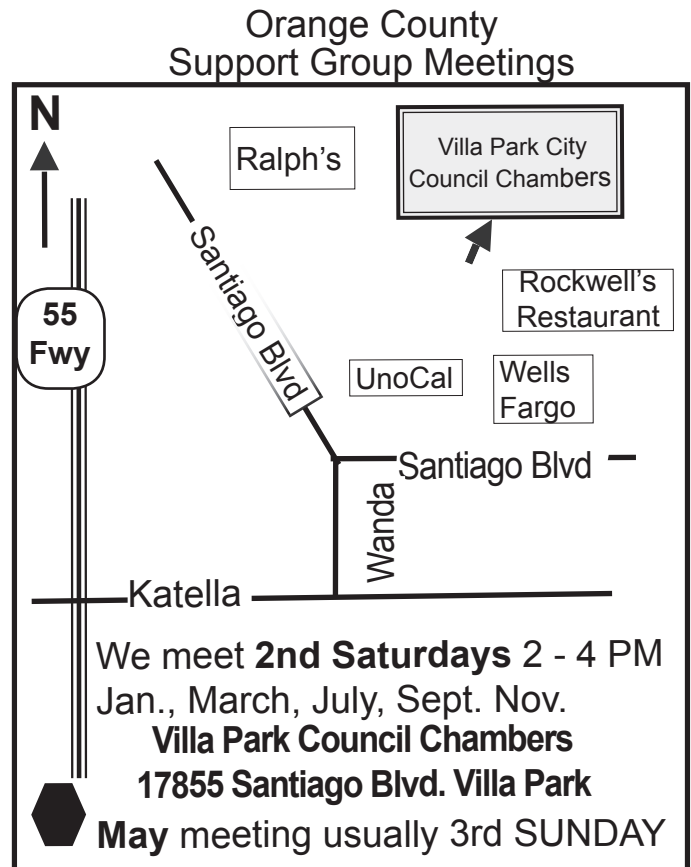 Orange County
Support Group Meetings
N
Ralph's
Villa Park City
Council Chambers
Santiago Blvd
55
Fwy
Rockwell's
Restaurant
UnoCal
Wells
Fargo
Santiago Blvd
Wanda
Katella
We meet 2nd Saturdays 2 - 4 PM
Jan., March, July, Sept. Nov.
Villa Park Council Chambers
17855 Santiago Blvd. Villa Park
May meeting usually 3rd SUNDAY